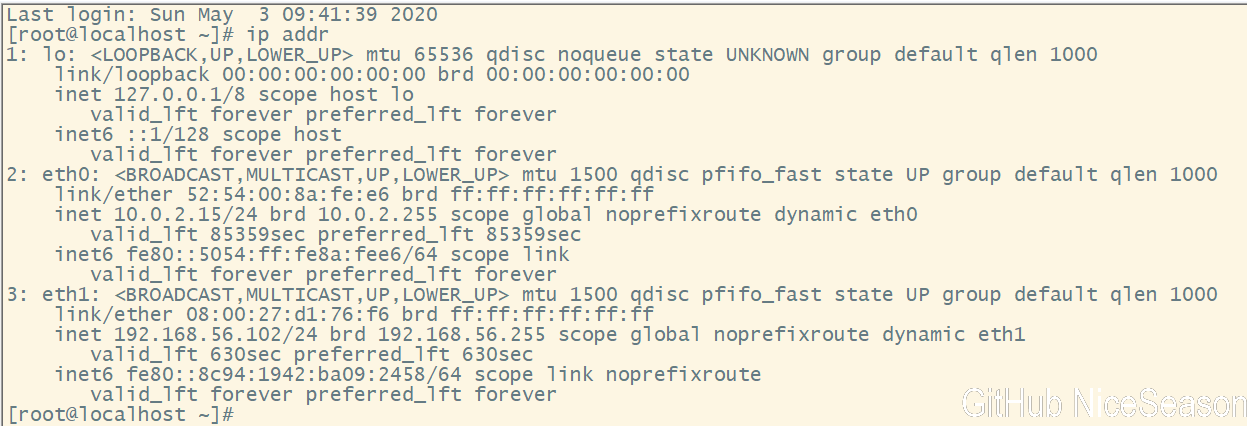 Last login: Sun May  3 09:41:39 2020
[root@localhost ~]# ip addr
1: lo: <LOOPBACK,UP,LOWER_UP> mtu 65536 qdisc noqueue state UNKNOWN group default qlen 1000
    link/loopback 00:00:00:00:00:00 brd 00:00:00:00:00:00
    inet 127.0.0.1/8 scope host lo
       valid_lft forever preferred_lft forever
    inet6 ::1/128 scope host
       valid_lft forever preferred_lft forever
2: eth0: <BROADCAST,MULTICAST,UP,LOWER_UP> mtu 1500 qdisc pfifo_fast state UP group default qlen 1000
    link/ether 52:54:00:8a:fe:e6 brd ff:ff:ff:ff:ff:ff
    inet 10.0.2.15/24 brd 10.0.2.255 scope global noprefixroute dynamic eth0
       valid_lft 85359sec preferred_lft 85359sec
    inet6 fe80::5054:ff:fe8a:fee6/64 scope link
       valid_lft forever preferred_lft forever
3: eth1: <BROADCAST,MULTICAST,UP,LOWER_UP> mtu 1500 qdisc pfifo_fast state UP group default qlen 1000
    link/ether 08:00:27:d1:76:f6 brd ff:ff:ff:ff:ff:ff
    inet 192.168.56.102/24 brd 192.168.56.255 scope global noprefixroute dynamic eth1
       valid_lft 630sec preferred_lft 630sec
    inet6 fe80::8c94:1942:ba09:2458/64 scope link noprefixroute
       valid_lft forever preferred_lft forever
[root@localhost ~]#
GitHub NiceSeason